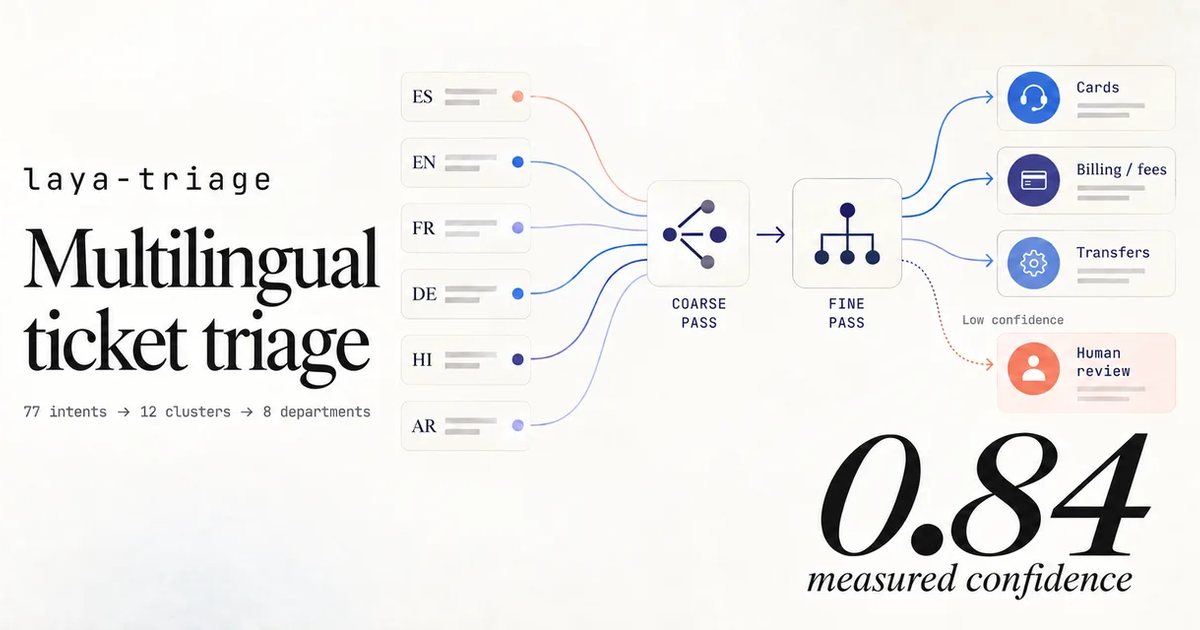 laya-triage
Multilingual
ticket triage
77 intents → 12 clusters → 8 departments
ES
EN
FR
DE
HI
AR
COARSE
PASS
FINE
PASS
Cards
Billing / fees
Transfers
Low confidence
Human
review
0.84
measured confidence